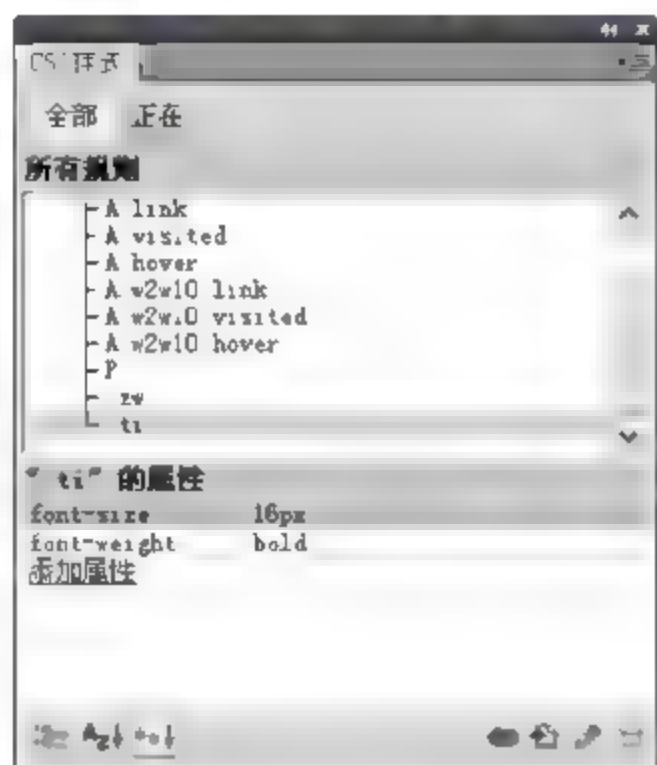 CSS样式
全部 正在
所有规则
A link
A visited
A hover
A w2w10 link
A w2w10 visited
A w2w10 hover
P
zw
ti
" ti" 的属性
font-size 16px
font-weight bold
添加属性